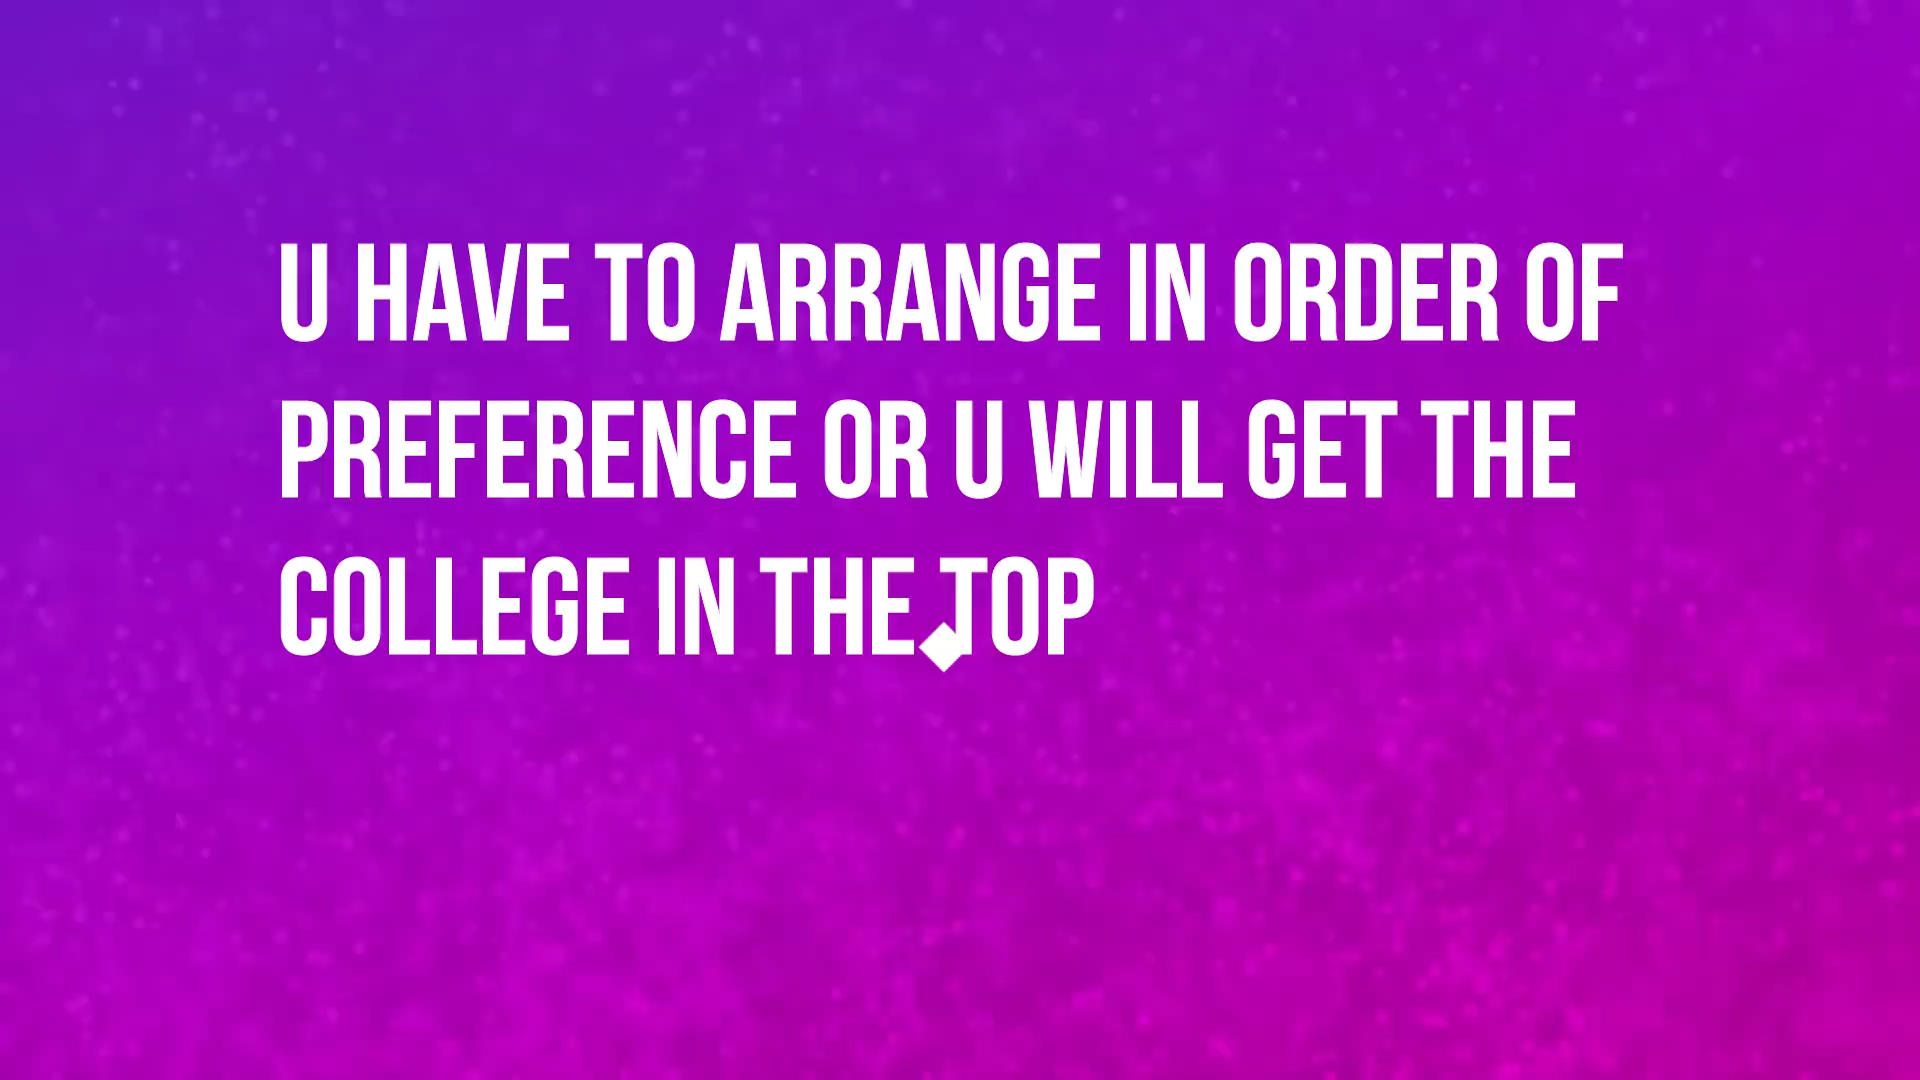 U HAVE TO ARRANGE IN ORDER OF
PREFERENCE OR U WILL GET THE
COLLEGE IN THE TOP